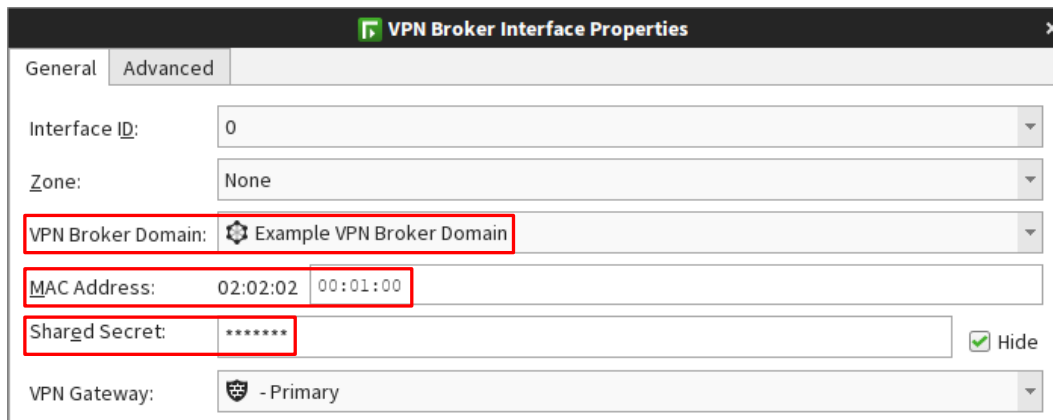 VPN Broker Interface Properties
General Advanced
Interface ID: 0
Zone: None
VPN Broker Domain: Example VPN Broker Domain
MAC Address: 02:02:02 00:01:00
Shared Secret: ******* Hide
VPN Gateway: - Primary